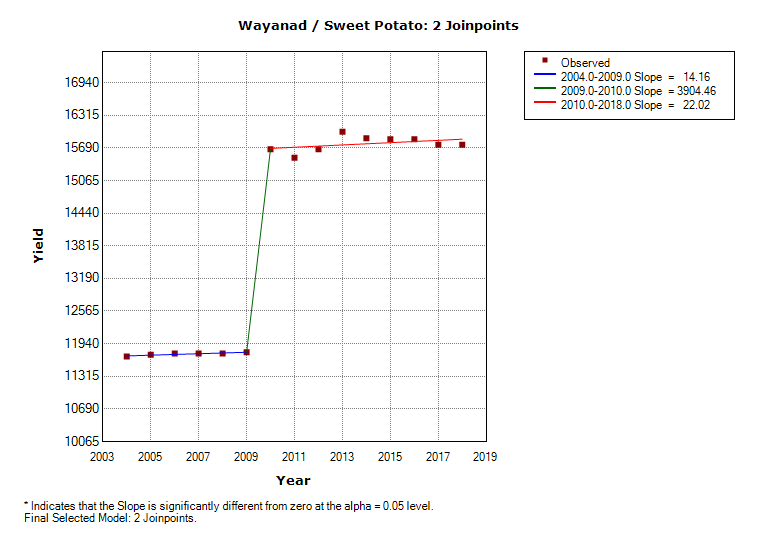 Wayanad / Sweet Potato: 2 Joinpoints
Observed
2004.0-2009.0 Slope = 14.16
2009.0-2010.0 Slope = 3904.46
2010.0-2018.0 Slope = 22.02
16940
16315
15690
15065
14440
13815
13190
12565
11940
11315
10690
10065
Yield
2003 2005 2007 2009 2011 2013 2015 2017 2019
Year
* Indicates that the Slope is significantly different from zero at the alpha = 0.05 level.
Final Selected Model: 2 Joinpoints.